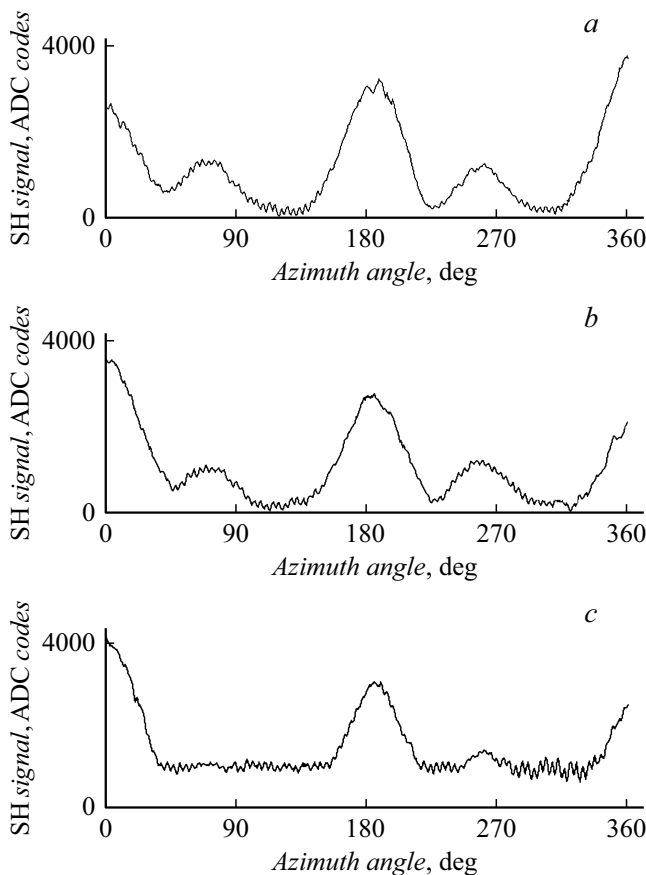 a
SH signal, ADC codes
4000
0
0 90 180 270 360
Azimuth angle, deg
b
SH signal, ADC codes
4000
0
0 90 180 270 360
Azimuth angle, deg
c
SH signal, ADC codes
4000
0
0 90 180 270 360
Azimuth angle, deg